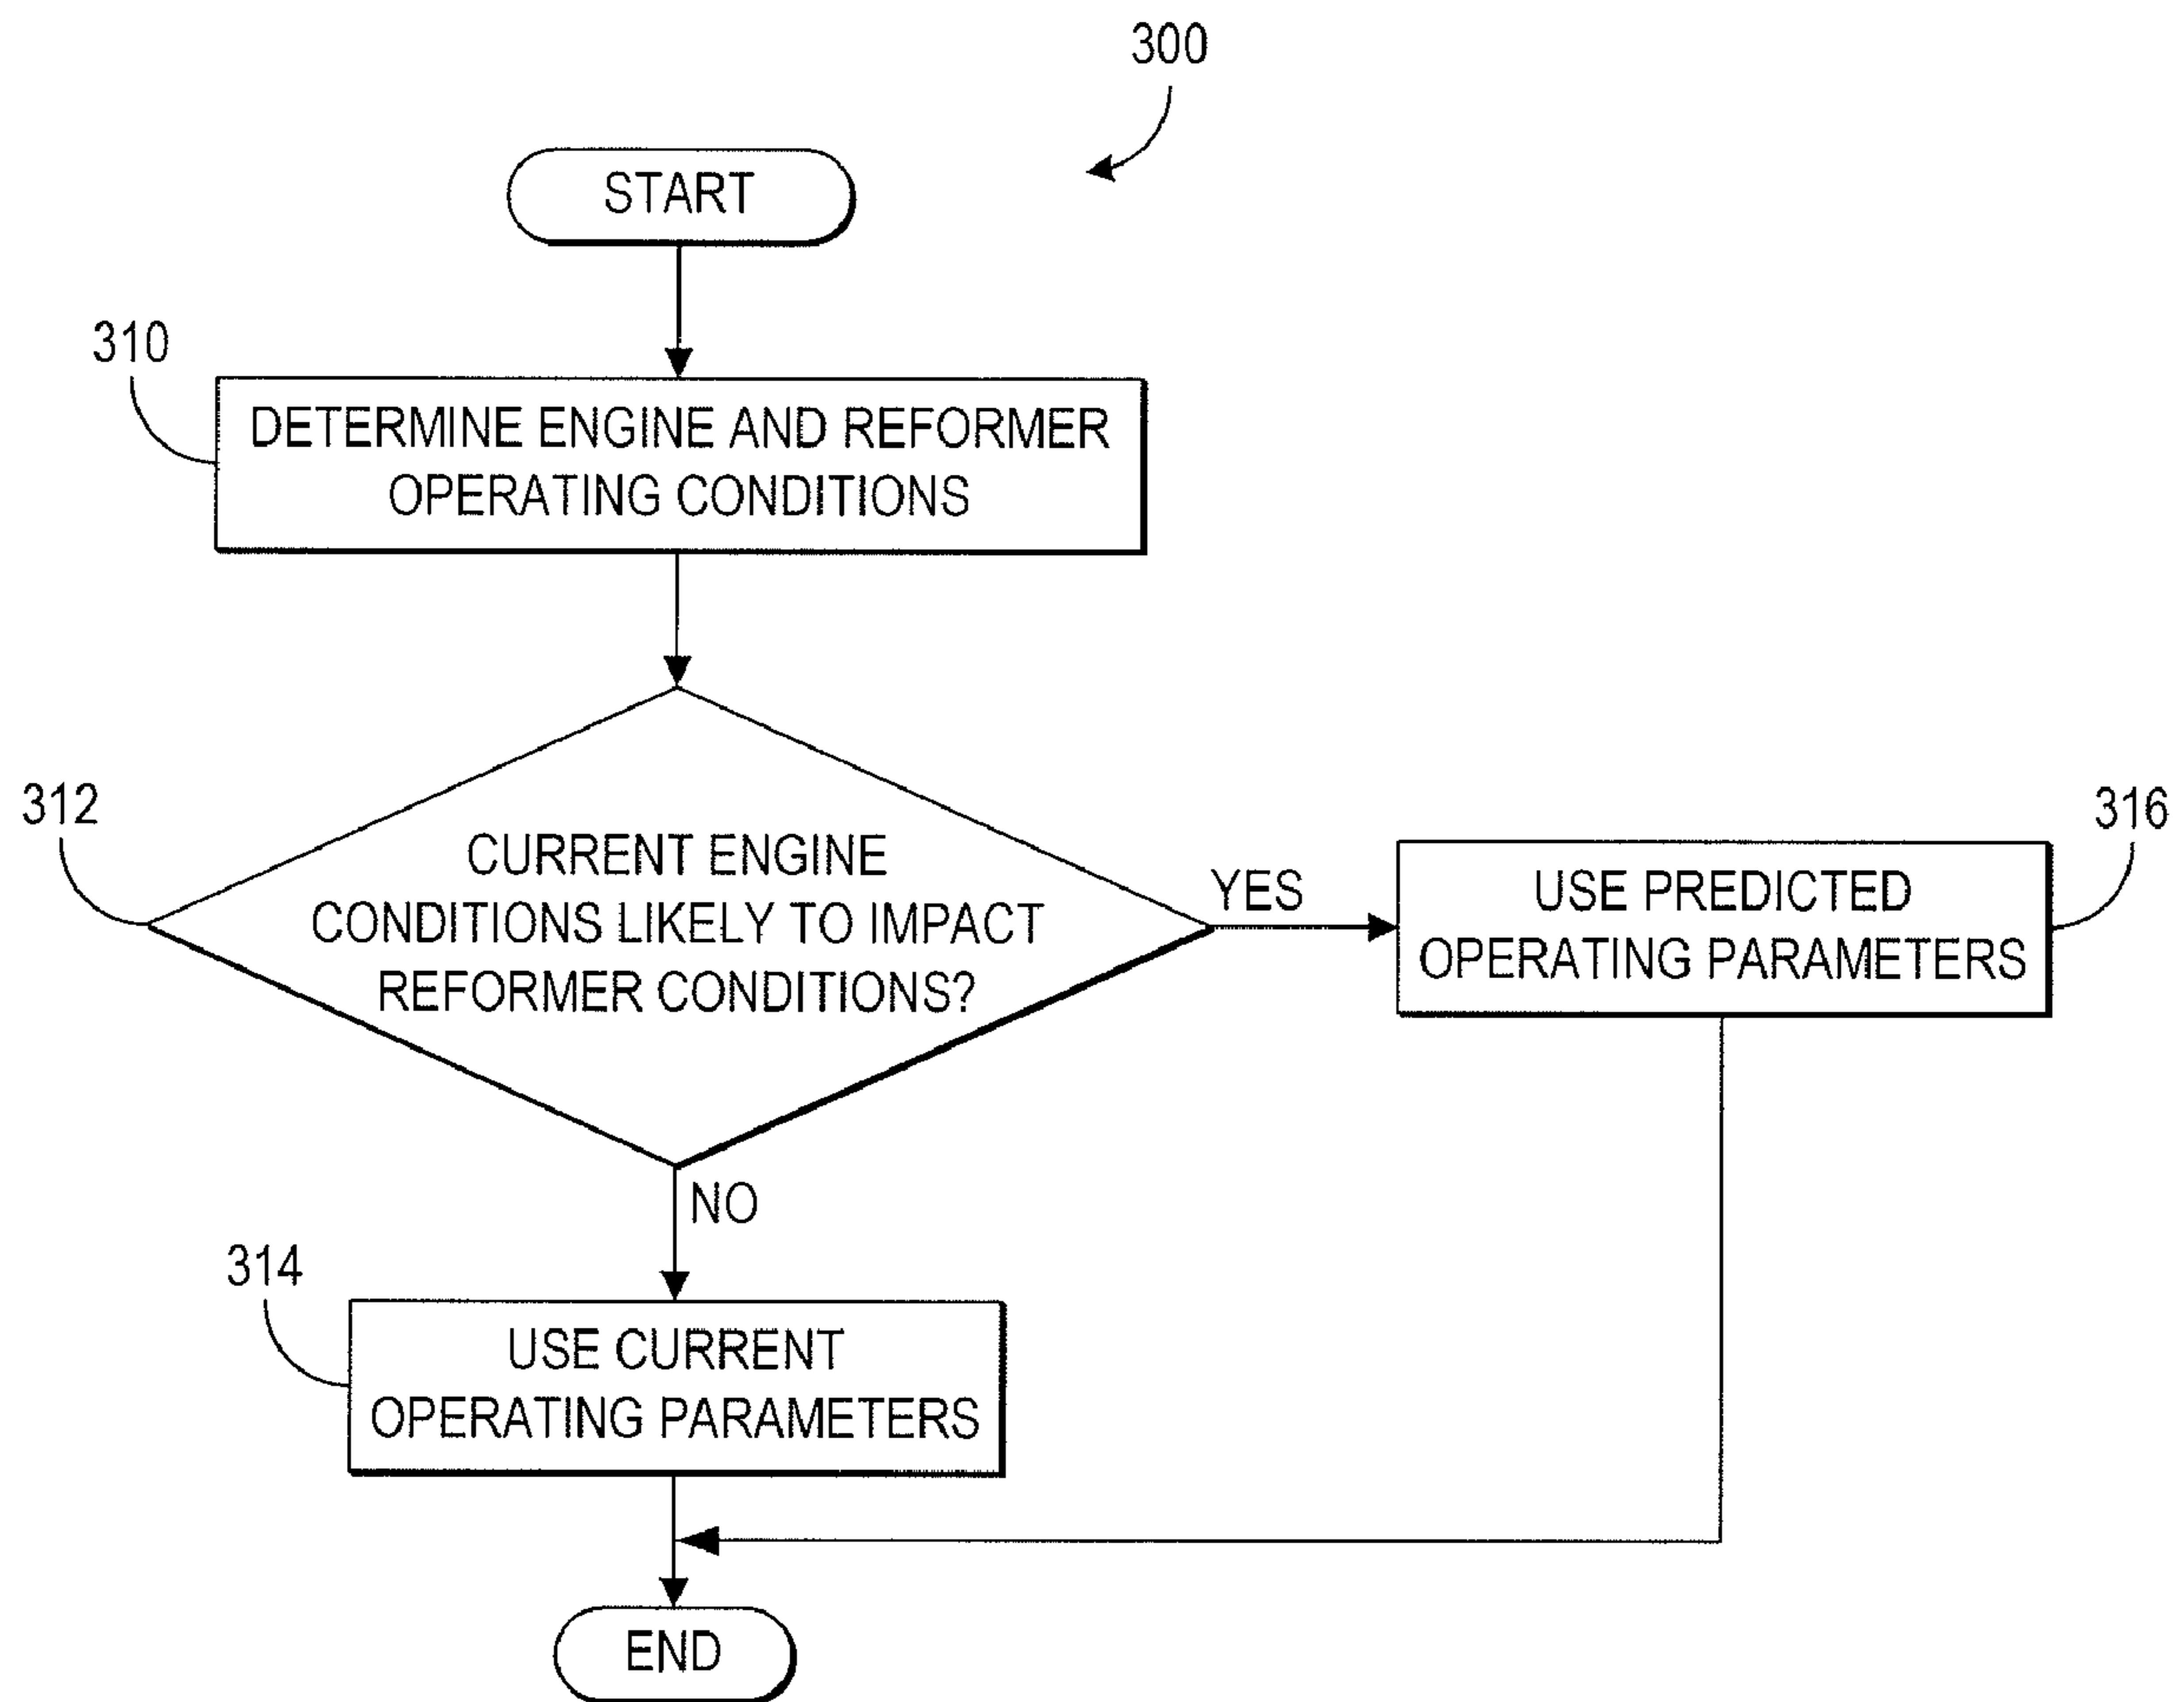 300
START
310
DETERMINE ENGINE AND REFORMER
OPERATING CONDITIONS
312
CURRENT ENGINE
CONDITIONS LIKELY TO IMPACT
REFORMER CONDITIONS?
YES
316
USE PREDICTED
OPERATING PARAMETERS
NO
314
USE CURRENT
OPERATING PARAMETERS
END